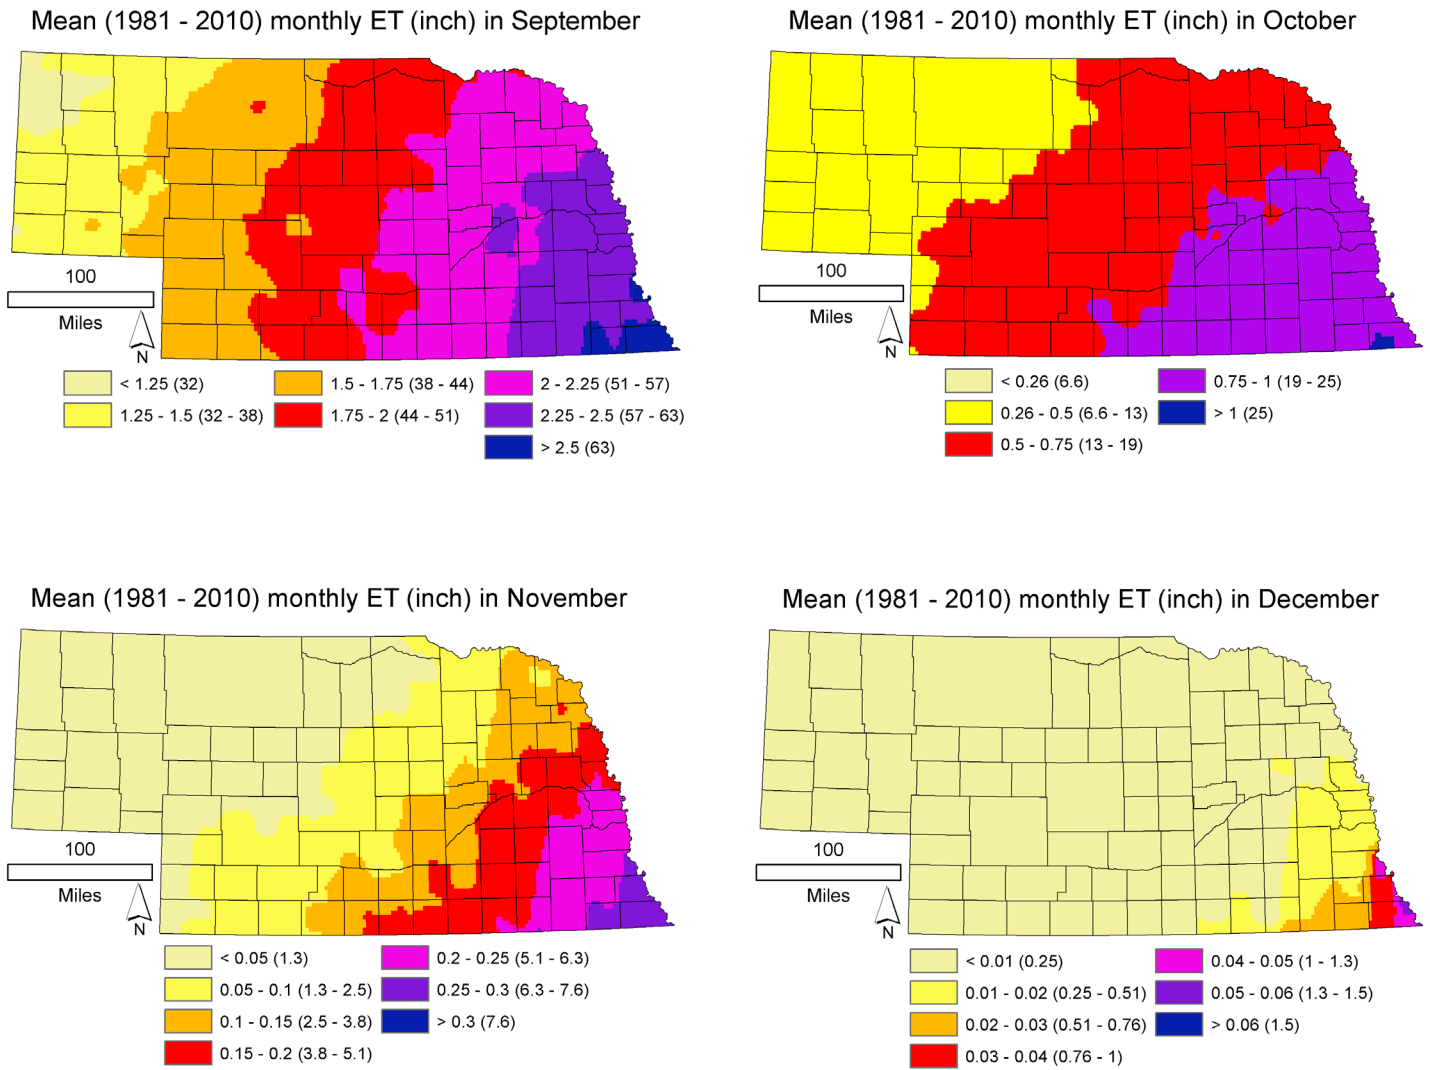 Mean (1981 - 2010) monthly ET (inch) in September
100
Miles
N
< 1.25 (32)
1.25 - 1.5 (32 - 38)
1.5 - 1.75 (38 - 44)
1.75 - 2 (44 - 51)
2 - 2.25 (51 - 57)
2.25 - 2.5 (57 - 63)
> 2.5 (63)
Mean (1981 - 2010) monthly ET (inch) in October
100
Miles
N
< 0.26 (6.6)
0.26 - 0.5 (6.6 - 13)
0.5 - 0.75 (13 - 19)
0.75 - 1 (19 - 25)
> 1 (25)
Mean (1981 - 2010) monthly ET (inch) in November
100
Miles
N
< 0.05 (1.3)
0.05 - 0.1 (1.3 - 2.5)
0.1 - 0.15 (2.5 - 3.8)
0.15 - 0.2 (3.8 - 5.1)
0.2 - 0.25 (5.1 - 6.3)
0.25 - 0.3 (6.3 - 7.6)
> 0.3 (7.6)
Mean (1981 - 2010) monthly ET (inch) in December
100
Miles
N
< 0.01 (0.25)
0.01 - 0.02 (0.25 - 0.51)
0.02 - 0.03 (0.51 - 0.76)
0.03 - 0.04 (0.76 - 1)
0.04 - 0.05 (1 - 1.3)
0.05 - 0.06 (1.3 - 1.5)
> 0.06 (1.5)